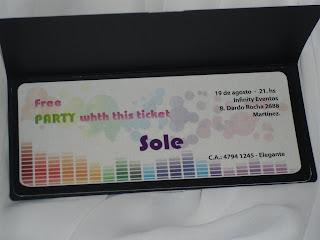 19 de agosto - 21. hs
Infinity Eventos
B. Dardo Rocha 2688
Martinez.
Free
PARTY whth this ticket
Sole
C.A.: 4794 1245 - Elegante